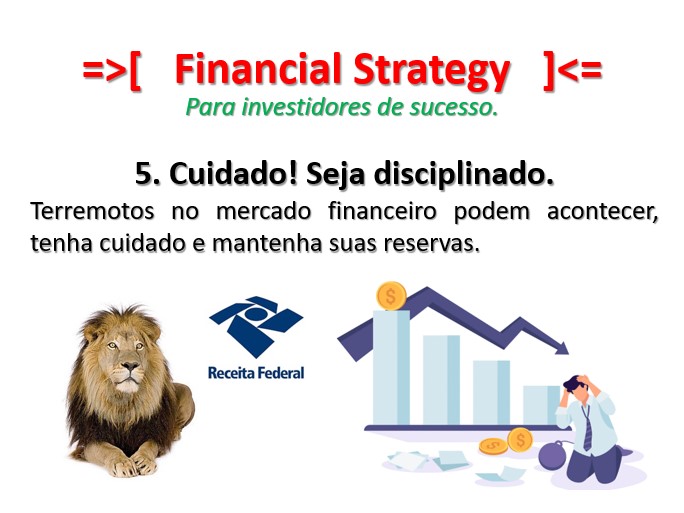 =>[ Financial Strategy ]<=
Para investidores de sucesso.
5. Cuidado! Seja disciplinado.
Terremotos no mercado financeiro podem acontecer,
tenha cuidado e mantenha suas reservas.
Receita Federal
$
$
$